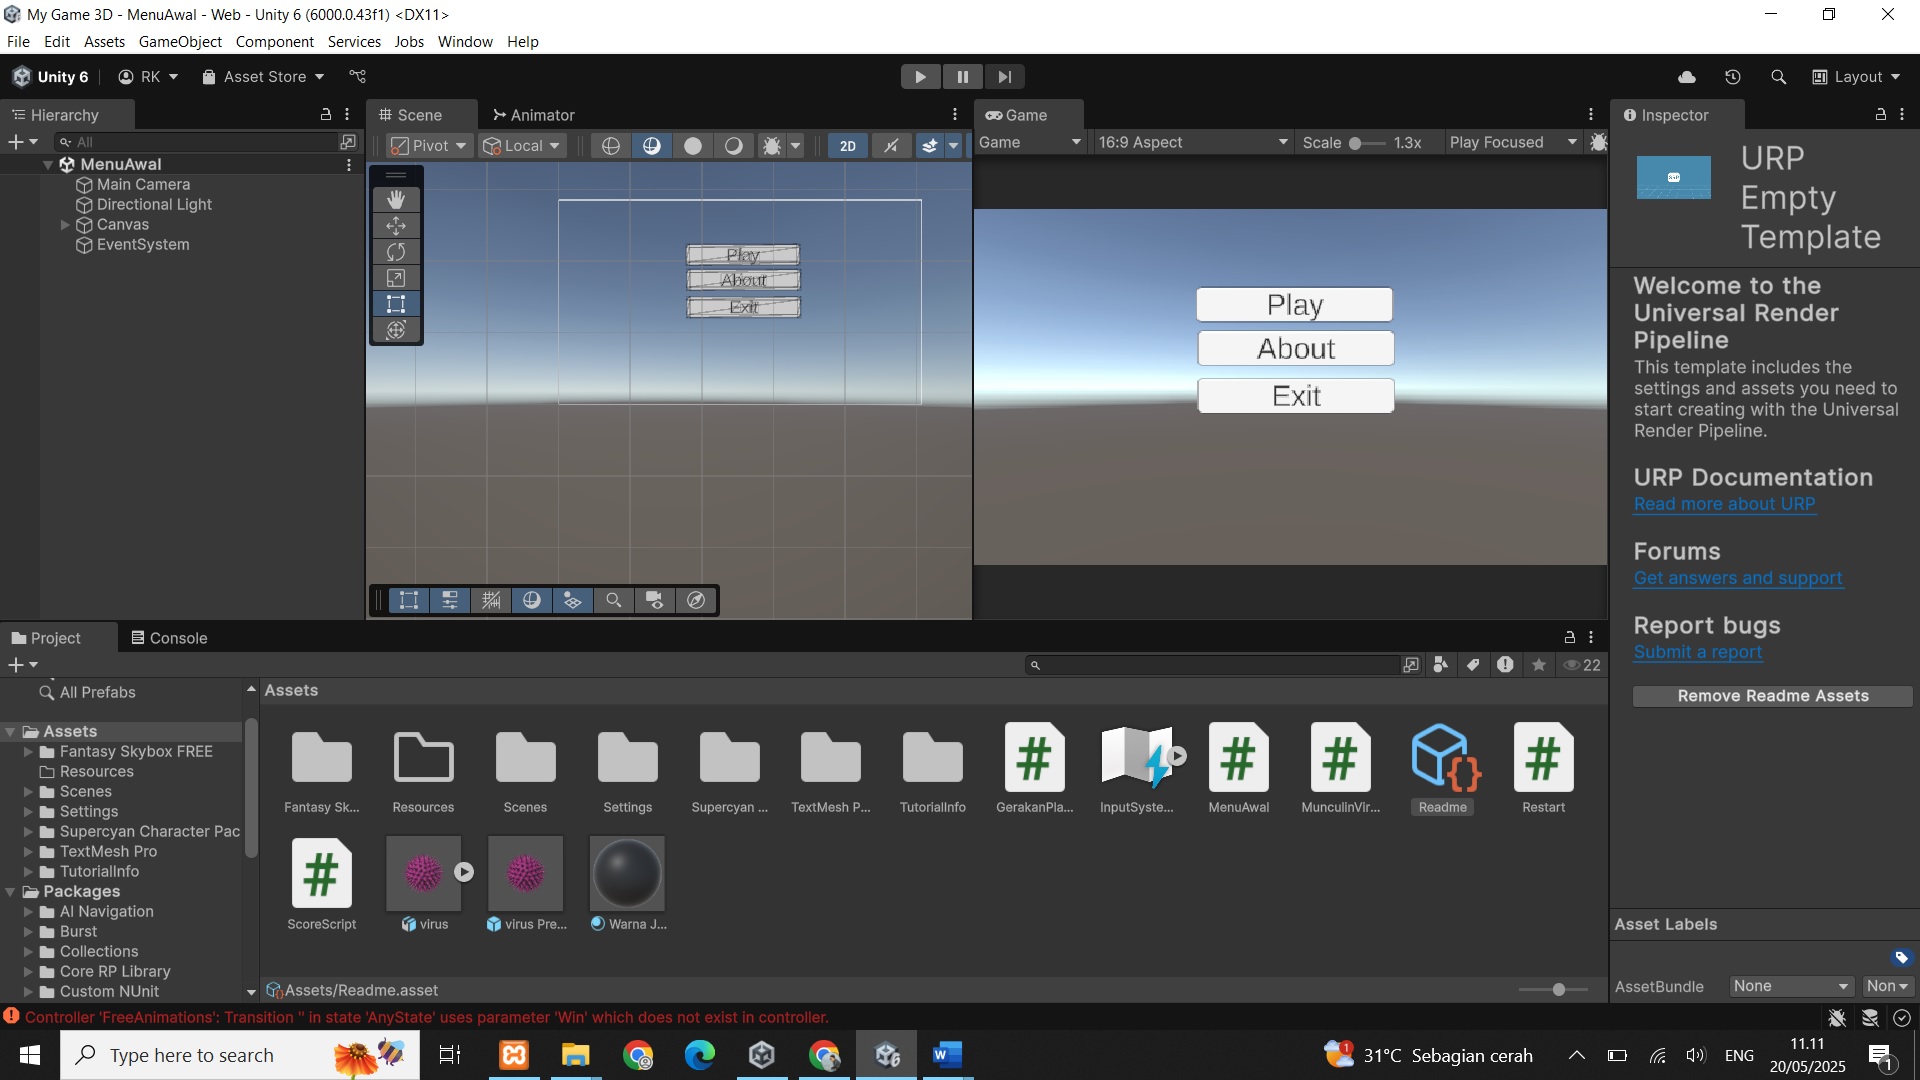 My Game 3D - MenuAwal - Web - Unity 6 (6000.0.43f1) <DX11>
File Edit Assets GameObject Component Services Jobs Window Help
Unity 6 RK Asset Store Layout
Hierarchy
All
MenuAwal
Main Camera
Directional Light
Canvas
EventSystem
Scene Animator
Pivot Local 2D
Play
About
Exit
Game
Game 16:9 Aspect Scale 1.3x Play Focused
Play
About
Exit
Inspector
URP
Empty
Template
Welcome to the
Universal Render
Pipeline
This template includes the
settings and assets you need to
start creating with the Universal
Render Pipeline.
URP Documentation
Read more about URP
Forums
Get answers and support
Report bugs
Submit a report
Remove Readme Assets
Asset Labels
AssetBundle None Non
Project Console
22
All Prefabs
Assets
Fantasy Skybox FREE
Resources
Scenes
Settings
Supercyan Character Pac
TextMesh Pro
TutorialInfo
Packages
AI Navigation
Burst
Collections
Core RP Library
Custom NUnit
Assets
Fantasy Sk... Resources Scenes Settings Supercyan ... TextMesh P... TutorialInfo GerakanPla... InputSyste... MenuAwal MunculinVir... Readme Restart
ScoreScript virus virus Pre... Warna J...
Assets/Readme.asset
Controller 'FreeAnimations': Transition '' in state 'AnyState' uses parameter 'Win' which does not exist in controller.
Type here to search
31°C Sebagian cerah
ENG
11.11
20/05/2025
1
1